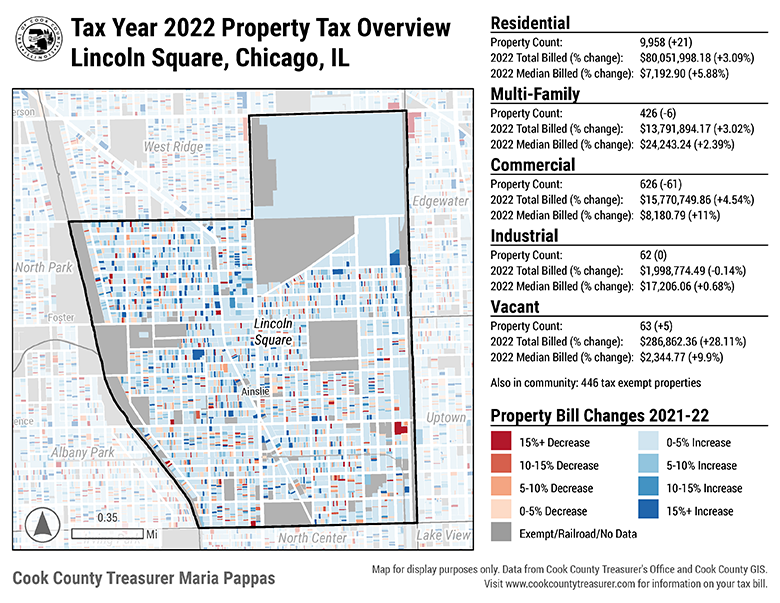 Tax Year 2022 Property Tax Overview
Lincoln Square, Chicago, IL
West Ridge
Edgewater
North Park
Foster
Lincoln
Square
Ainslie
Uptown
Albany Park
0.35
Mi
North Center
Lake View
Cook County Treasurer Maria Pappas
Residential
Property Count: 9,958 (+21)
2022 Total Billed (% change): $80,051,998.18 (+3.09%)
2022 Median Billed (% change): $7,192.90 (+5.88%)
Multi-Family
Property Count: 426 (-6)
2022 Total Billed (% change): $13,791,894.17 (+3.02%)
2022 Median Billed (% change): $24,243.24 (+2.39%)
Commercial
Property Count: 626 (-61)
2022 Total Billed (% change): $15,770,749.86 (+4.54%)
2022 Median Billed (% change): $8,180.79 (+11%)
Industrial
Property Count: 62 (0)
2022 Total Billed (% change): $1,998,774.49 (-0.14%)
2022 Median Billed (% change): $17,206.06 (+0.68%)
Vacant
Property Count: 63 (+5)
2022 Total Billed (% change): $286,862.36 (+28.11%)
2022 Median Billed (% change): $2,344.77 (+9.9%)
Also in community: 446 tax exempt properties
Property Bill Changes 2021-22
15%+ Decrease
10-15% Decrease
5-10% Decrease
0-5% Decrease
0-5% Increase
5-10% Increase
10-15% Increase
15%+ Increase
Exempt/Railroad/No Data
Map for display purposes only. Data from Cook County Treasurer's Office and Cook County GIS.
Visit www.cookcountytreasurer.com for information on your tax bill.